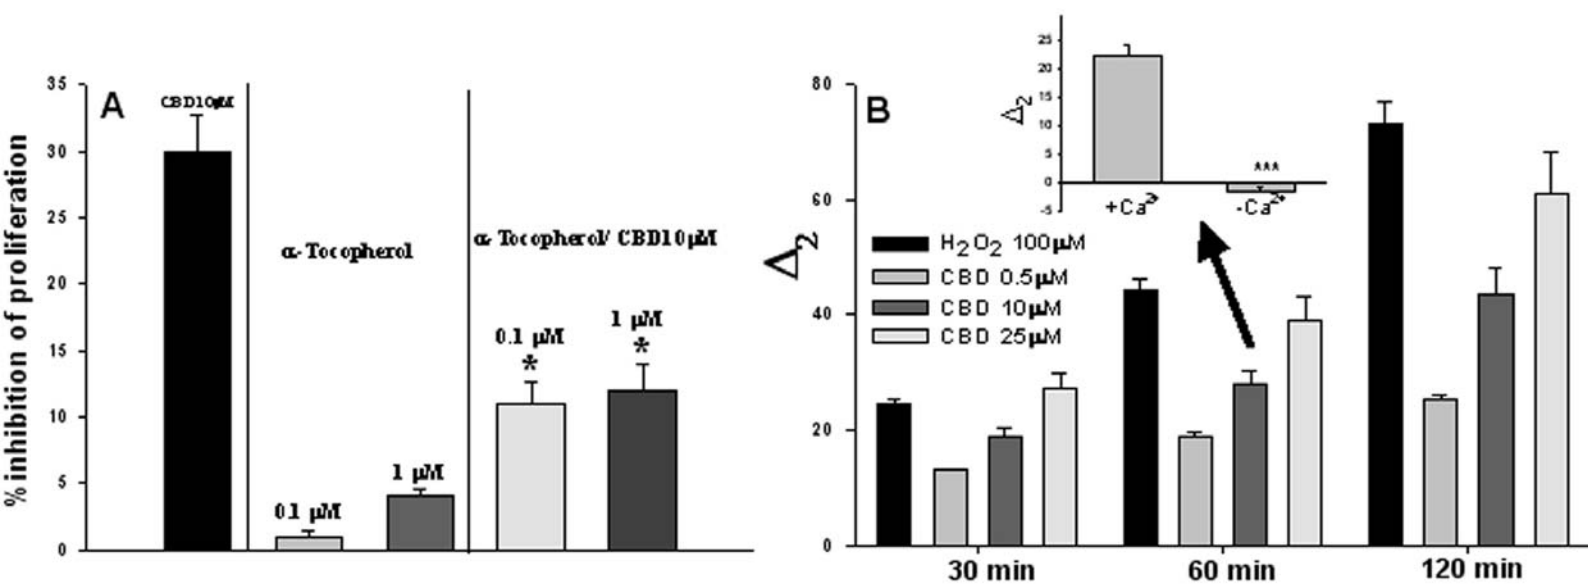 % inhibition of proliferation
35
30
25
20
15
10
5
0
A
CBD10µM
α-Tocopherol
α-Tocopherol/ CBD10µM
0.1 µM
1 µM
0.1 µM
*
1 µM
*
Δ2
80
60
40
20
0
B
H2O2 100µM
CBD 0.5µM
CBD 10µM
CBD 25µM
30 min
60 min
120 min
Δ2
25
20
15
10
5
0
-5
***
+Ca2+
-Ca2+